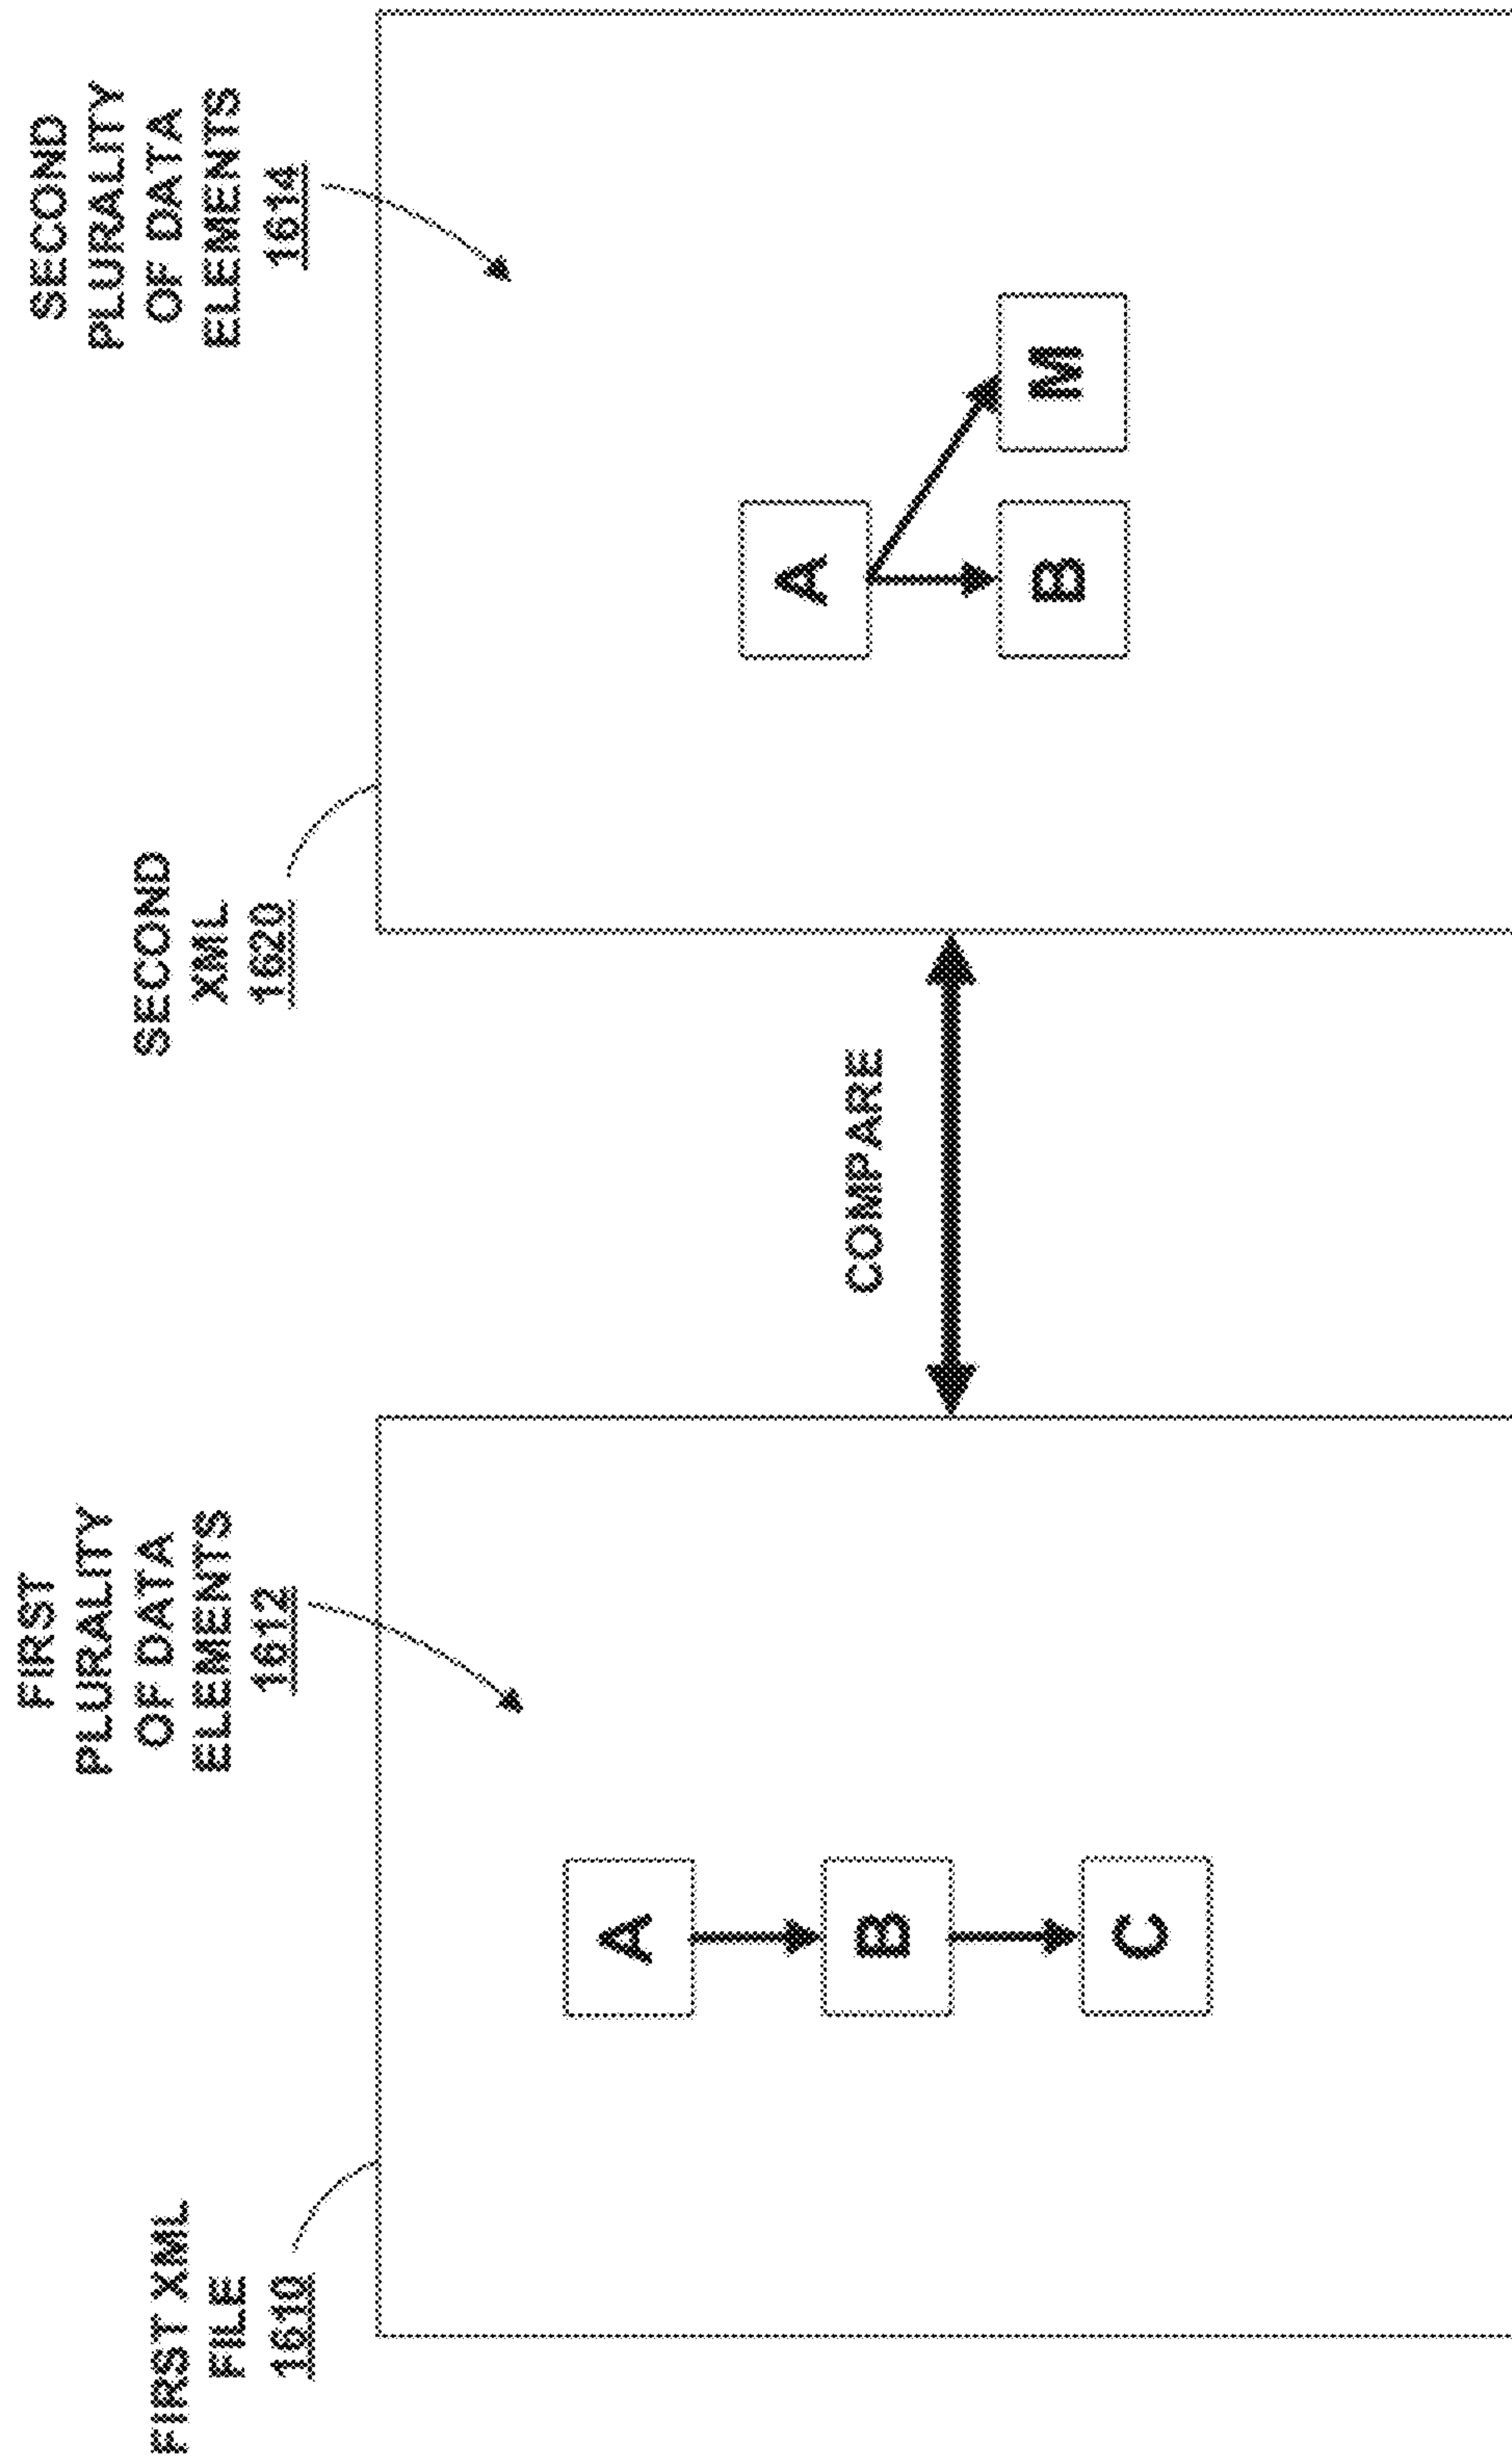 FIRST XML
FILE
1610
FIRST
PLURALITY
OF DATA
ELEMENTS
1612
A
B
C
COMPARE
SECOND
XML
1620
SECOND
PLURALITY
OF DATA
ELEMENTS
1614
A
B
M